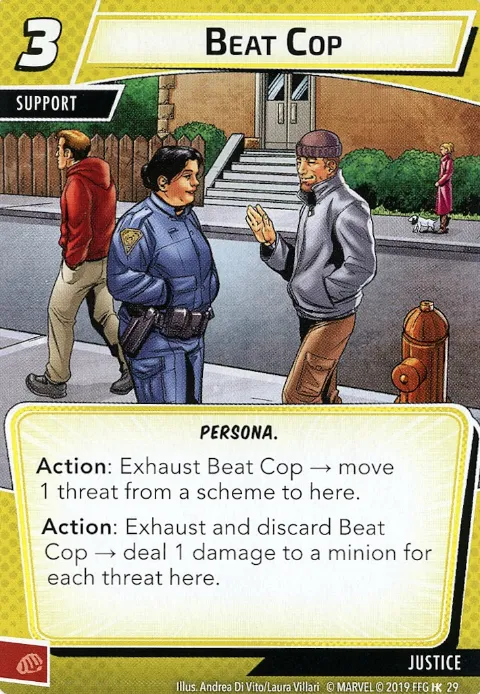 3
BEAT COP
SUPPORT
PERSONA.
Action: Exhaust Beat Cop → move
1 threat from a scheme to here.
Action: Exhaust and discard Beat
Cop → deal 1 damage to a minion for
each threat here.
JUSTICE
Illus. Andrea Di Vito/Laura Villari © MARVEL © 2019 FFG HK 29